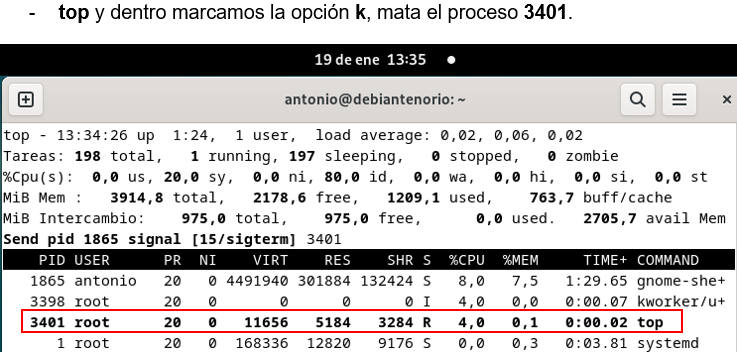 - top y dentro marcamos la opción k, mata el proceso 3401.
19 de ene 13:35
antonio@debiantenorio: ~
top - 13:34:26 up  1:24,  1 user,  load average: 0,02, 0,06, 0,02
Tareas: 198 total,   1 running, 197 sleeping,   0 stopped,   0 zombie
%Cpu(s):  0,0 us, 20,0 sy,  0,0 ni, 80,0 id,  0,0 wa,  0,0 hi,  0,0 si,  0,0 st
MiB Mem :   3914,8 total,   2178,6 free,   1209,1 used,    763,7 buff/cache
MiB Intercambio:    975,0 total,    975,0 free,      0,0 used.   2705,7 avail Mem
Send pid 1865 signal [15/sigterm] 3401
PID USER      PR  NI    VIRT    RES    SHR S  %CPU  %MEM     TIME+ COMMAND
1865 antonio   20   0 4491940 301884 132424 S   8,0   7,5   1:29.65 gnome-she+
3398 root      20   0       0      0      0 I   4,0   0,0   0:00.07 kworker/u+
3401 root      20   0   11656   5184   3284 R   4,0   0,1   0:00.02 top
1 root      20   0  168336  12820   9176 S   0,0   0,3   0:03.81 systemd